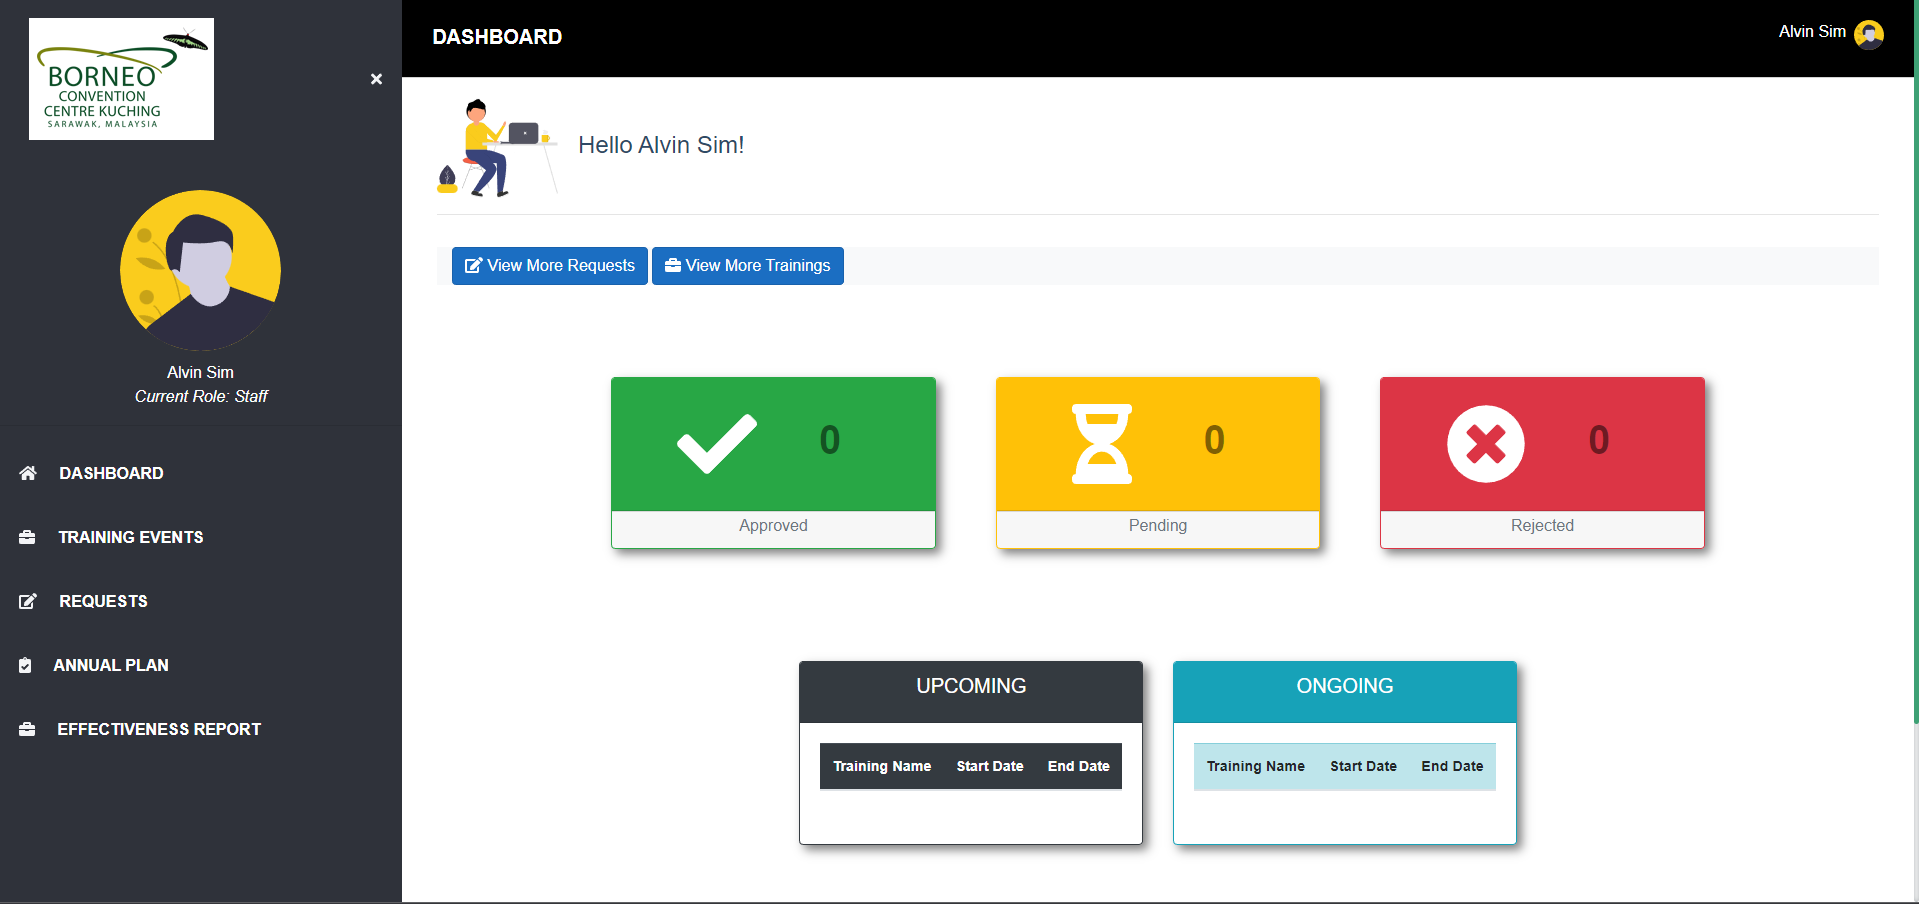 BORNEO
CONVENTION
CENTRE KUCHING
SARAWAK, MALAYSIA
Alvin Sim
Current Role: Staff
DASHBOARD
TRAINING EVENTS
REQUESTS
ANNUAL PLAN
EFFECTIVENESS REPORT
DASHBOARD
Alvin Sim
Hello Alvin Sim!
View More Requests
View More Trainings
0
Approved
0
Pending
0
Rejected
UPCOMING
Training Name Start Date End Date
ONGOING
Training Name Start Date End Date